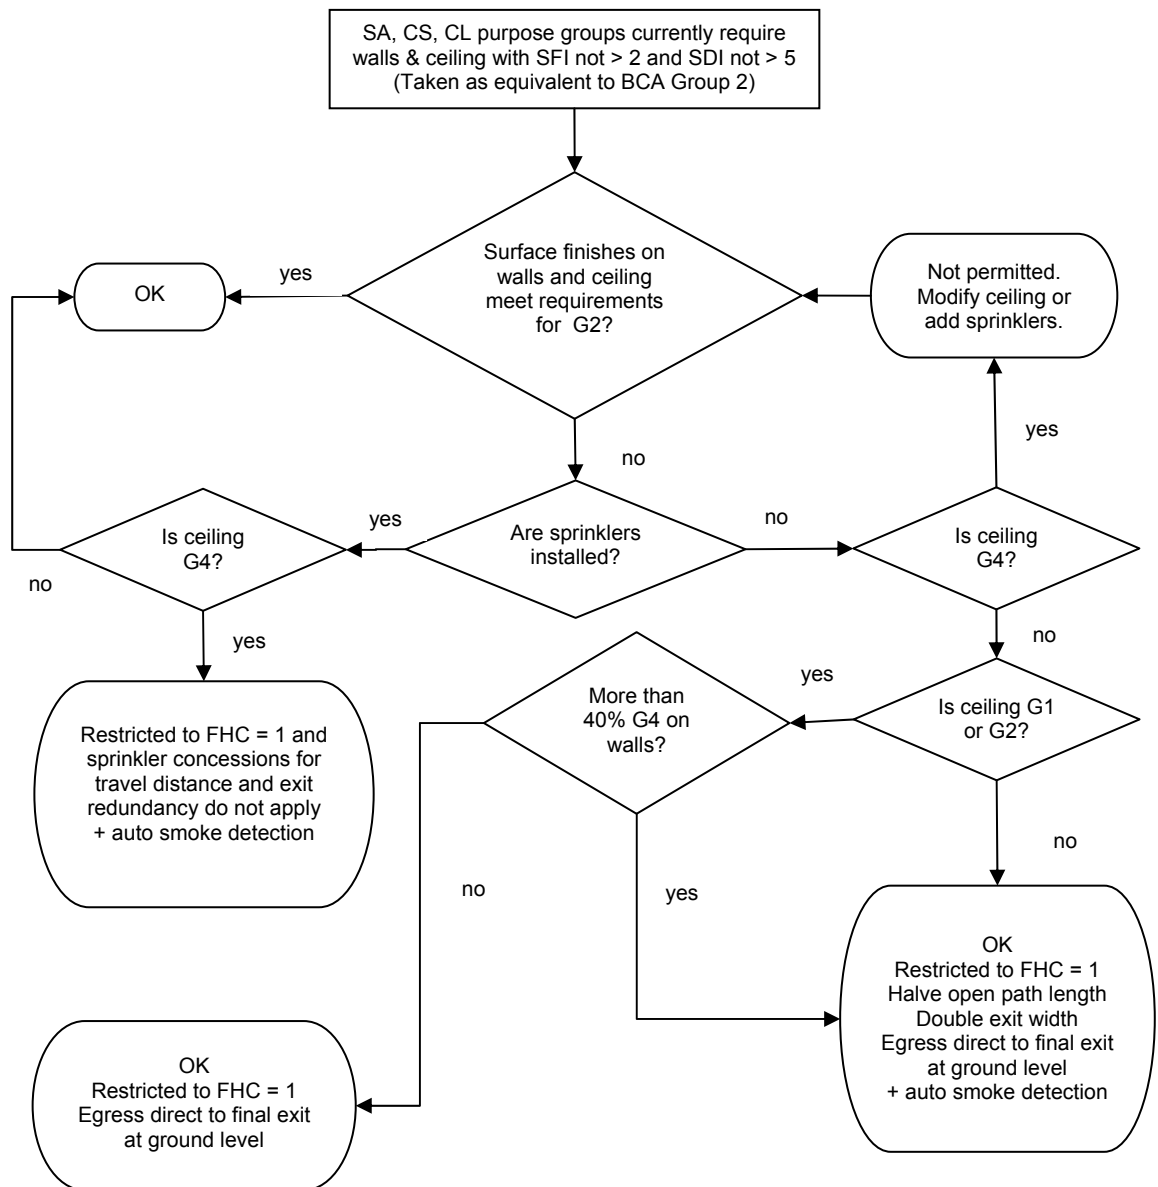 SA, CS, CL purpose groups currently require
walls & ceiling with SFI not > 2 and SDI not > 5
(Taken as equivalent to BCA Group 2)
Surface finishes on
walls and ceiling
meet requirements
for G2?
yes
OK
Not permitted.
Modify ceiling or
add sprinklers.
yes
no
Is ceiling
G4?
yes
Are sprinklers
installed?
no
Is ceiling
G4?
no
yes
no
Restricted to FHC = 1 and
sprinkler concessions for
travel distance and exit
redundancy do not apply
+ auto smoke detection
More than
40% G4 on
walls?
yes
Is ceiling G1
or G2?
no
no
yes
OK
Restricted to FHC = 1
Halve open path length
Double exit width
Egress direct to final exit
at ground level
+ auto smoke detection
OK
Restricted to FHC = 1
Egress direct to final exit
at ground level